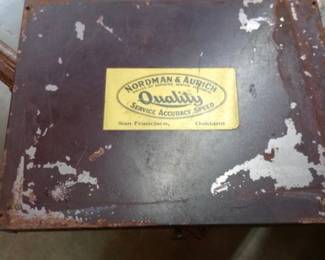 NORDMAN & AURICH
Quality
SERVICE ACCURACY SPEED
San Francisco, Oakland